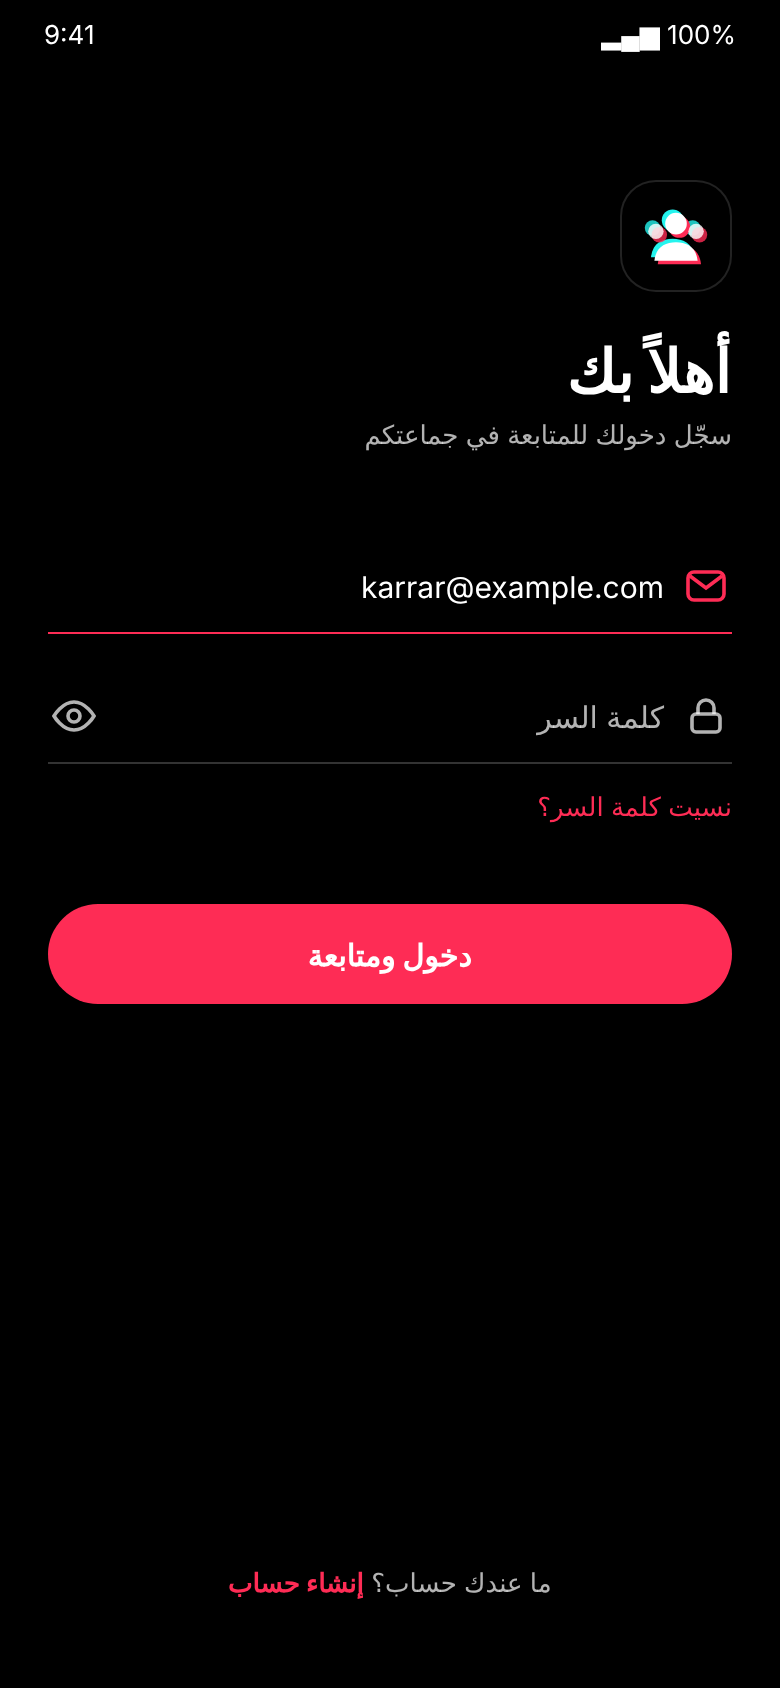 9:41
100%
أهلاً بك
سجّل دخولك للمتابعة في جماعتكم
karrar@example.com
كلمة السر
نسيت كلمة السر؟
دخول ومتابعة
ما عندك حساب؟ إنشاء حساب